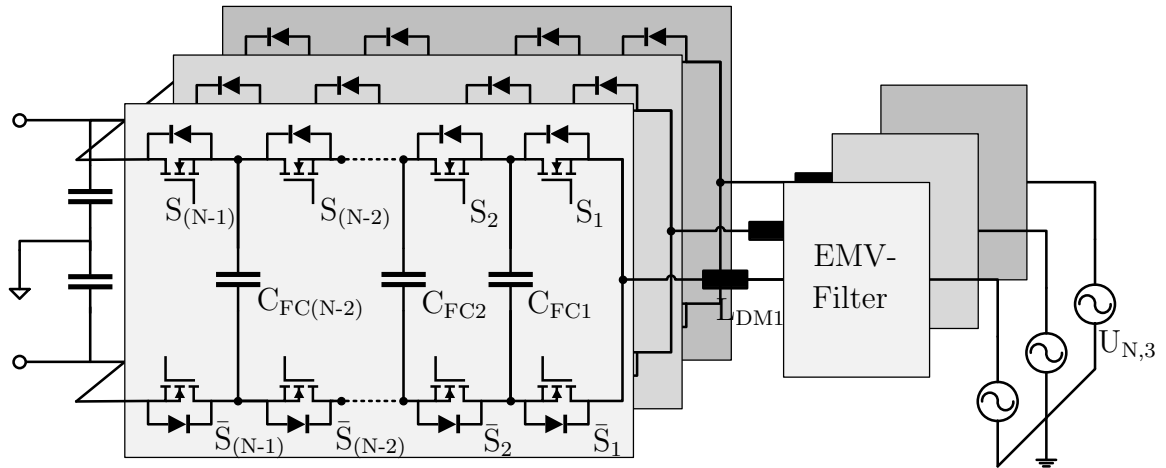 S(N-1)
S(N-2)
S2
S1
EMV-
Filter
CFC(N-2)
CFC2
CFC1
LDM1
UN,3
S̄(N-1)
S̄(N-2)
S̄2
S̄1